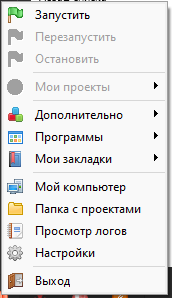 Запустить
Перезапустить
Остановить
Мои проекты
Дополнительно
Программы
Мои закладки
Мой компьютер
Папка с проектами
Просмотр логов
Настройки
Выход